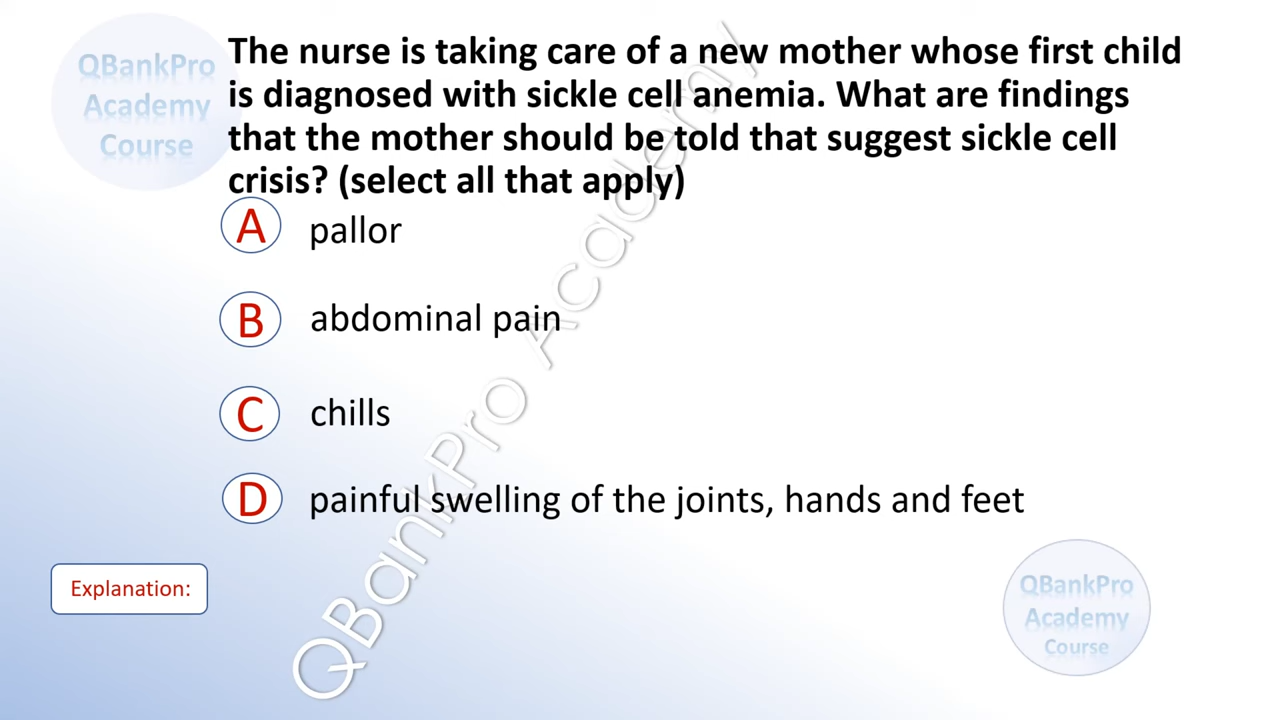 QBankPro
Academy
Course
The nurse is taking care of a new mother whose first child
is diagnosed with sickle cell anemia. What are findings
that the mother should be told that suggest sickle cell
crisis? (select all that apply)
A pallor
B abdominal pain
C chills
D painful swelling of the joints, hands and feet
QBankPro Academy
Explanation:
QBankPro
Academy
Course